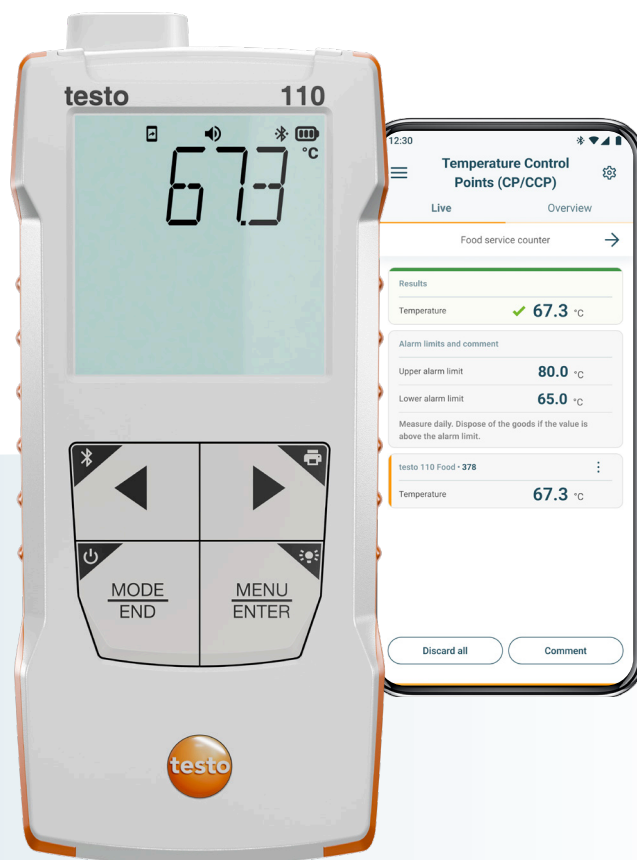 testo 110
67.3 °C
MODE
END
MENU
ENTER
testo
12:30
Temperature Control
Points (CP/CCP)
Live Overview
Food service counter
Results
Temperature 67.3 °C
Alarm limits and comment
Upper alarm limit 80.0 °C
Lower alarm limit 65.0 °C
Measure daily. Dispose of the goods if the value is
above the alarm limit.
testo 110 Food • 378
Temperature 67.3 °C
Discard all Comment